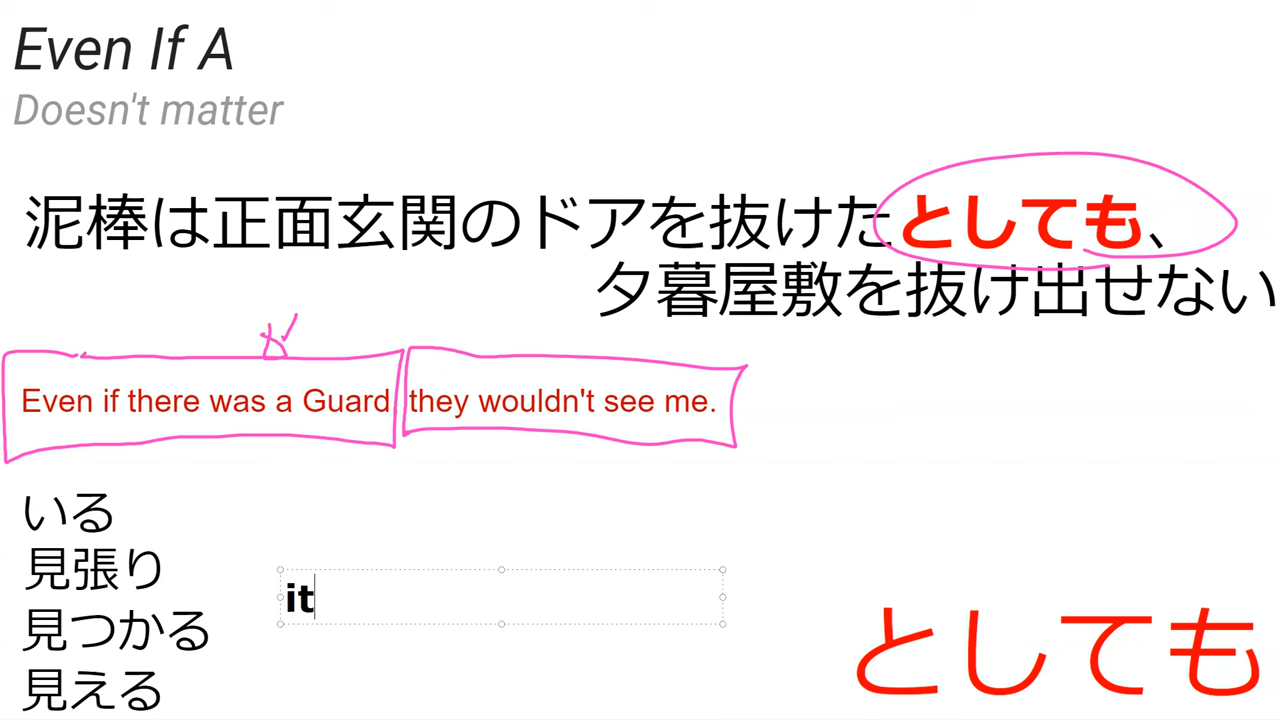 Even If A
Doesn't matter
泥棒は正面玄関のドアを抜けたとしても、
夕暮屋敷を抜け出せない
Even if there was a Guard, they wouldn't see me.
いる
見張り
見つかる
見える
it
としても